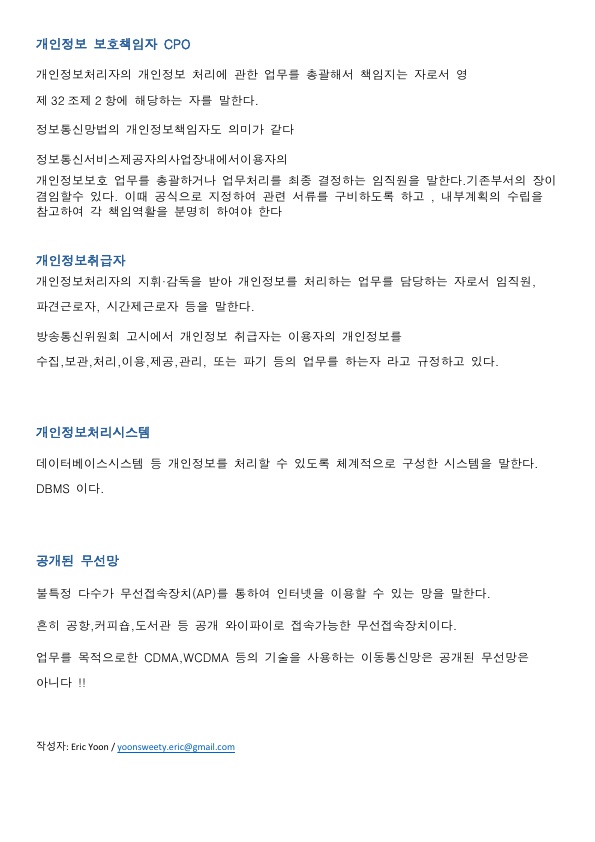 개인정보 보호책임자 CPO
개인정보처리자의 개인정보 처리에 관한 업무를 총괄해서 책임지는 자로서 영
제 32 조제 2 항에 해당하는 자를 말한다.
정보통신망법의 개인정보책임자도 의미가 같다
정보통신서비스제공자의사업장내에서이용자의
개인정보보호 업무를 총괄하거나 업무처리를 최종 결정하는 임직원을 말한다.기존부서의 장이
겸임할수 있다. 이때 공식으로 지정하여 관련 서류를 구비하도록 하고 , 내부계획의 수립을
참고하여 각 책임역활을 분명히 하여야 한다
개인정보취급자
개인정보처리자의 지휘·감독을 받아 개인정보를 처리하는 업무를 담당하는 자로서 임직원,
파견근로자, 시간제근로자 등을 말한다.
방송통신위원회 고시에서 개인정보 취급자는 이용자의 개인정보를
수집,보관,처리,이용,제공,관리, 또는 파기 등의 업무를 하는자 라고 규정하고 있다.
개인정보처리시스템
데이터베이스시스템 등 개인정보를 처리할 수 있도록 체계적으로 구성한 시스템을 말한다.
DBMS 이다.
공개된 무선망
불특정 다수가 무선접속장치(AP)를 통하여 인터넷을 이용할 수 있는 망을 말한다.
흔히 공항,커피숍,도서관 등 공개 와이파이로 접속가능한 무선접속장치이다.
업무를 목적으로한 CDMA,WCDMA 등의 기술을 사용하는 이동통신망은 공개된 무선망은
아니다 !!
작성자: Eric Yoon / yoonsweety.eric@gmail.com